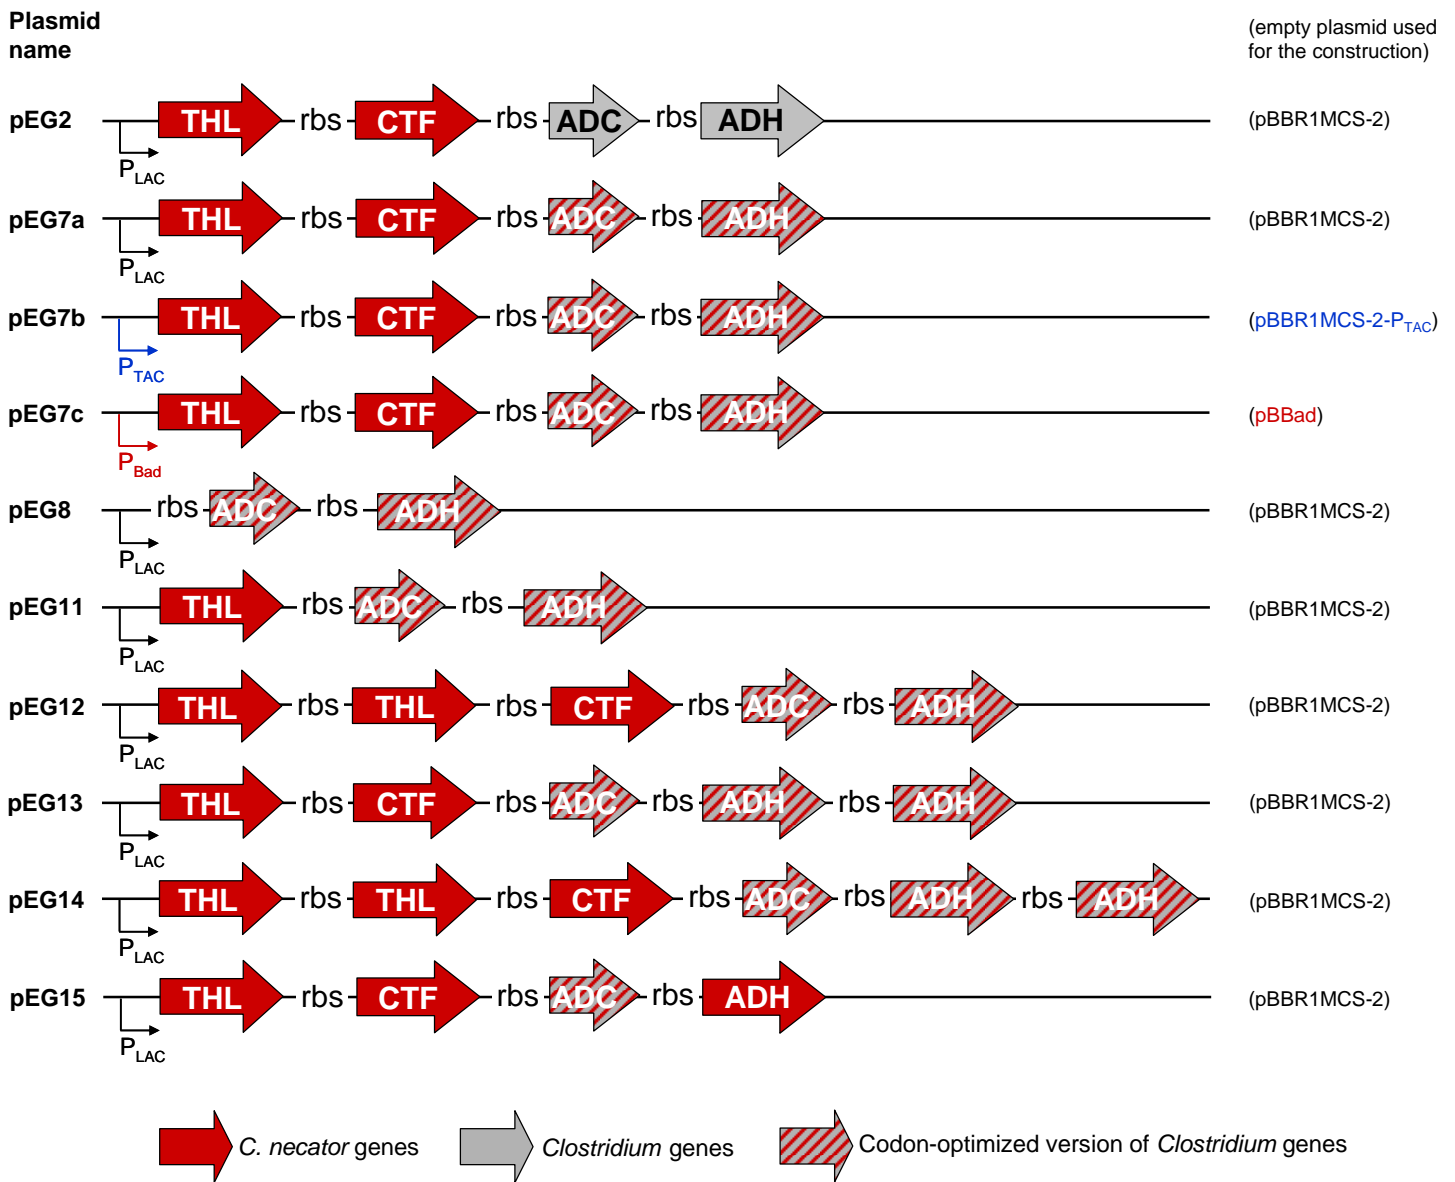 Plasmid name
(empty plasmid used for the construction)
pEG2 THL rbs CTF rbs ADC rbs ADH (pBBR1MCS-2)
PLAC
pEG7a THL rbs CTF rbs ADC rbs ADH (pBBR1MCS-2)
PLAC
pEG7b THL rbs CTF rbs ADC rbs ADH (pBBR1MCS-2-PTAC)
PTAC
pEG7c THL rbs CTF rbs ADC rbs ADH (pBBad)
PBad
pEG8 rbs ADC rbs ADH (pBBR1MCS-2)
PLAC
pEG11 THL rbs ADC rbs ADH (pBBR1MCS-2)
PLAC
pEG12 THL rbs THL rbs CTF rbs ADC rbs ADH (pBBR1MCS-2)
PLAC
pEG13 THL rbs CTF rbs ADC rbs ADH rbs ADH (pBBR1MCS-2)
PLAC
pEG14 THL rbs THL rbs CTF rbs ADC rbs ADH rbs ADH (pBBR1MCS-2)
PLAC
pEG15 THL rbs CTF rbs ADC rbs ADH (pBBR1MCS-2)
PLAC
C. necator genes Clostridium genes Codon-optimized version of Clostridium genes